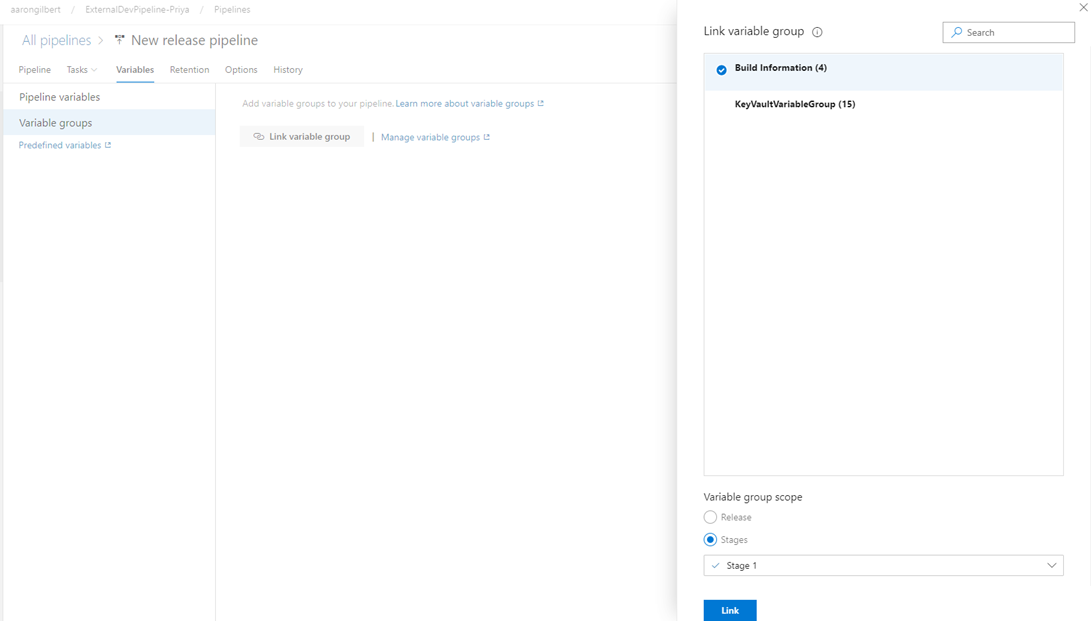 aarongilbert / ExternalDevPipeline-Priya / Pipelines
All pipelines > New release pipeline
Pipeline Tasks Variables Retention Options History
Pipeline variables
Variable groups
Predefined variables
Add variable groups to your pipeline. Learn more about variable groups
Link variable group | Manage variable groups
Link variable group
Search
Build Information (4)
KeyVaultVariableGroup (15)
Variable group scope
Release
Stages
Stage 1
Link